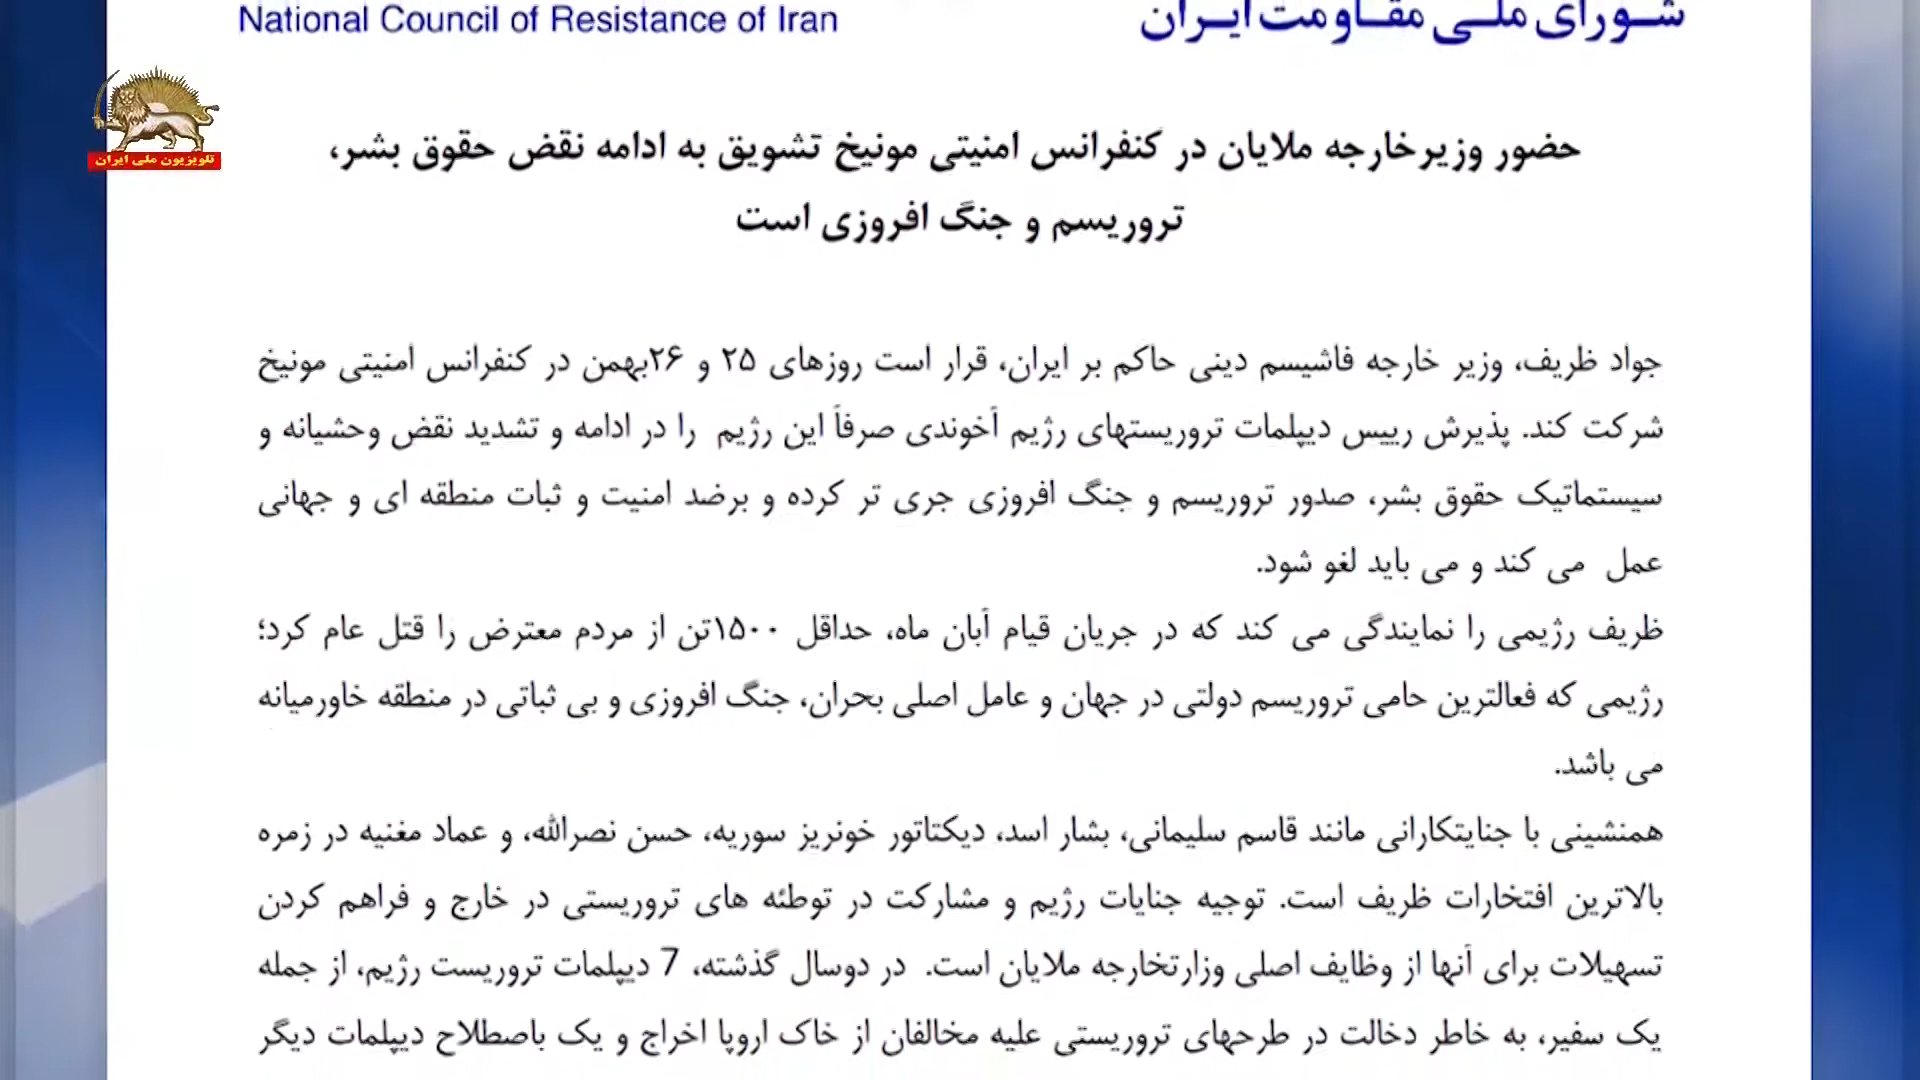 National Council of Resistance of Iran
شـورای ملـی مقـاومت ایـران
تلویزیون ملی ایران
حضور وزیرخارجه ملایان در کنفرانس امنیتی مونیخ تشویق به ادامه نقض حقوق بشر،
تروریسم و جنگ افروزی است
جواد ظریف، وزیر خارجه فاشیسم دینی حاکم بر ایران، قرار است روزهای ۲۵ و ۲۶بهمن در کنفرانس امنیتی مونیخ
شرکت کند. پذیرش رییس دیپلمات تروریستهای رژیم آخوندی صرفاً این رژیم را در ادامه و تشدید نقض وحشیانه و
سیستماتیک حقوق بشر، صدور تروریسم و جنگ افروزی جری تر کرده و برضد امنیت و ثبات منطقه ای و جهانی
عمل می کند و می باید لغو شود.
ظریف رژیمی را نمایندگی می کند که در جریان قیام آبان ماه، حداقل ۱۵۰۰تن از مردم معترض را قتل عام کرد؛
رژیمی که فعالترین حامی تروریسم دولتی در جهان و عامل اصلی بحران، جنگ افروزی و بی ثباتی در منطقه خاورمیانه
می باشد.
همنشینی با جنایتکارانی مانند قاسم سلیمانی، بشار اسد، دیکتاتور خونریز سوریه، حسن نصرالله، و عماد مغنیه در زمره
بالاترین افتخارات ظریف است. توجیه جنایات رژیم و مشارکت در توطئه های تروریستی در خارج و فراهم کردن
تسهیلات برای آنها از وظایف اصلی وزارتخارجه ملایان است. در دوسال گذشته، 7 دیپلمات تروریست رژیم، از جمله
یک سفیر، به خاطر دخالت در طرحهای تروریستی علیه مخالفان از خاک اروپا اخراج و یک باصطلاح دیپلمات دیگر